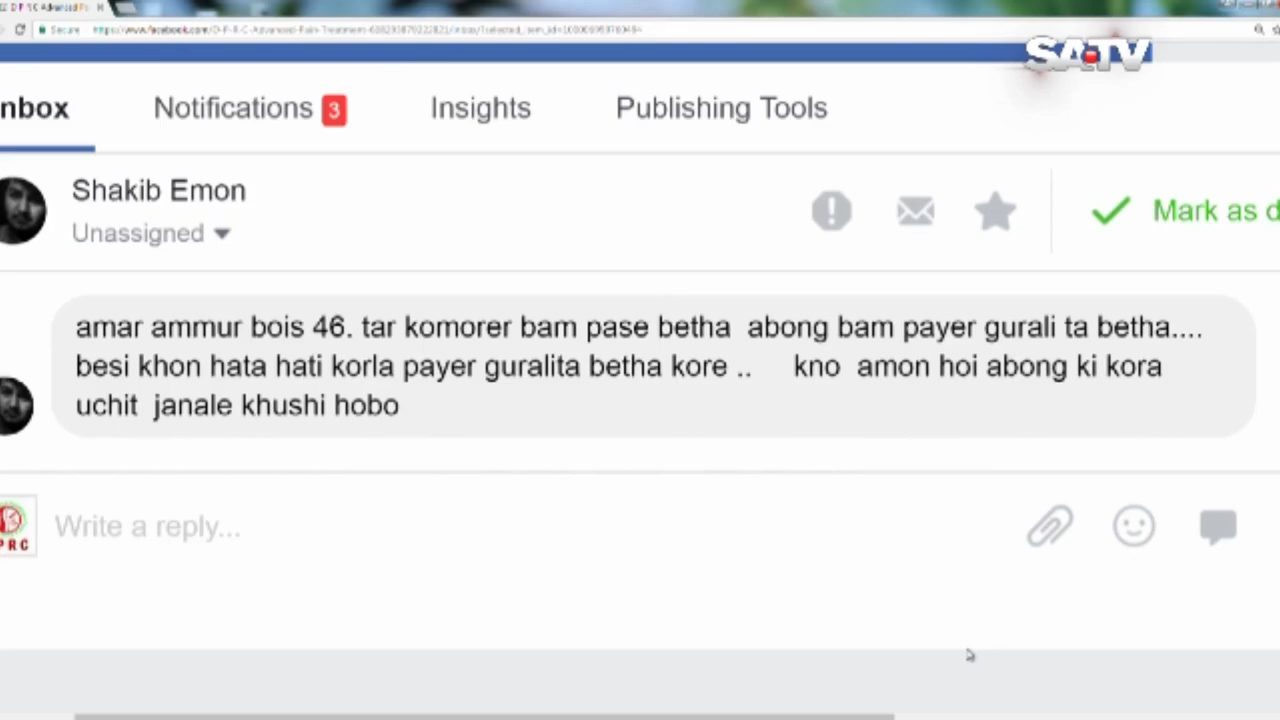 Secure
SATV
nbox Notifications 3 Insights Publishing Tools
Shakib Emon
Unassigned
Mark as d
amar ammur bois 46. tar komorer bam pase betha abong bam payer gurali ta betha....
besi khon hata hati korla payer guralita betha kore .. kno amon hoi abong ki kora
uchit janale khushi hobo
Write a reply...
PRC